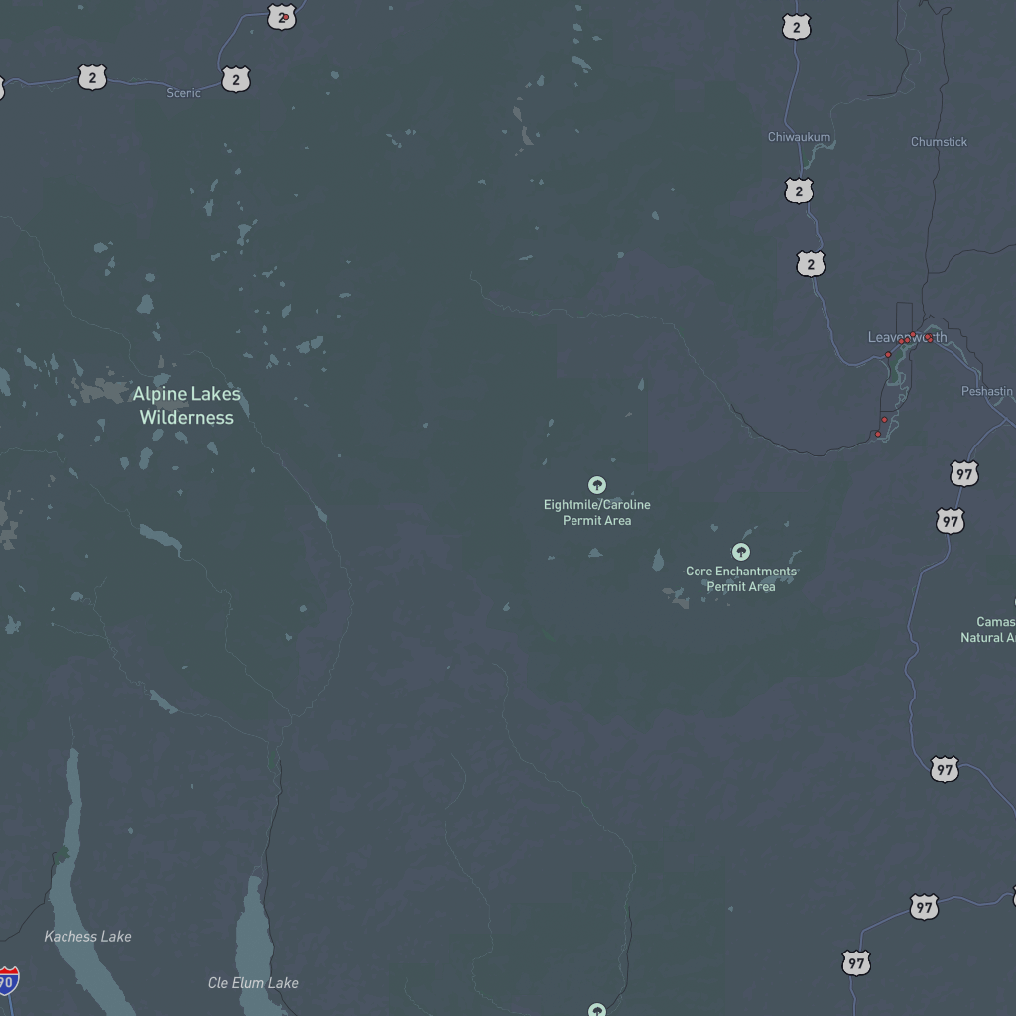 2
2
2
2
Sceric
Chiwaukum
Chumstick
2
2
Leavenworth
Alpine Lakes
Wilderness
Peshastin
97
Eightmile/Caroline
Permit Area
97
Core Enchantments
Permit Area
Camas
Natural A
97
97
Kachess Lake
97
90
Cle Elum Lake